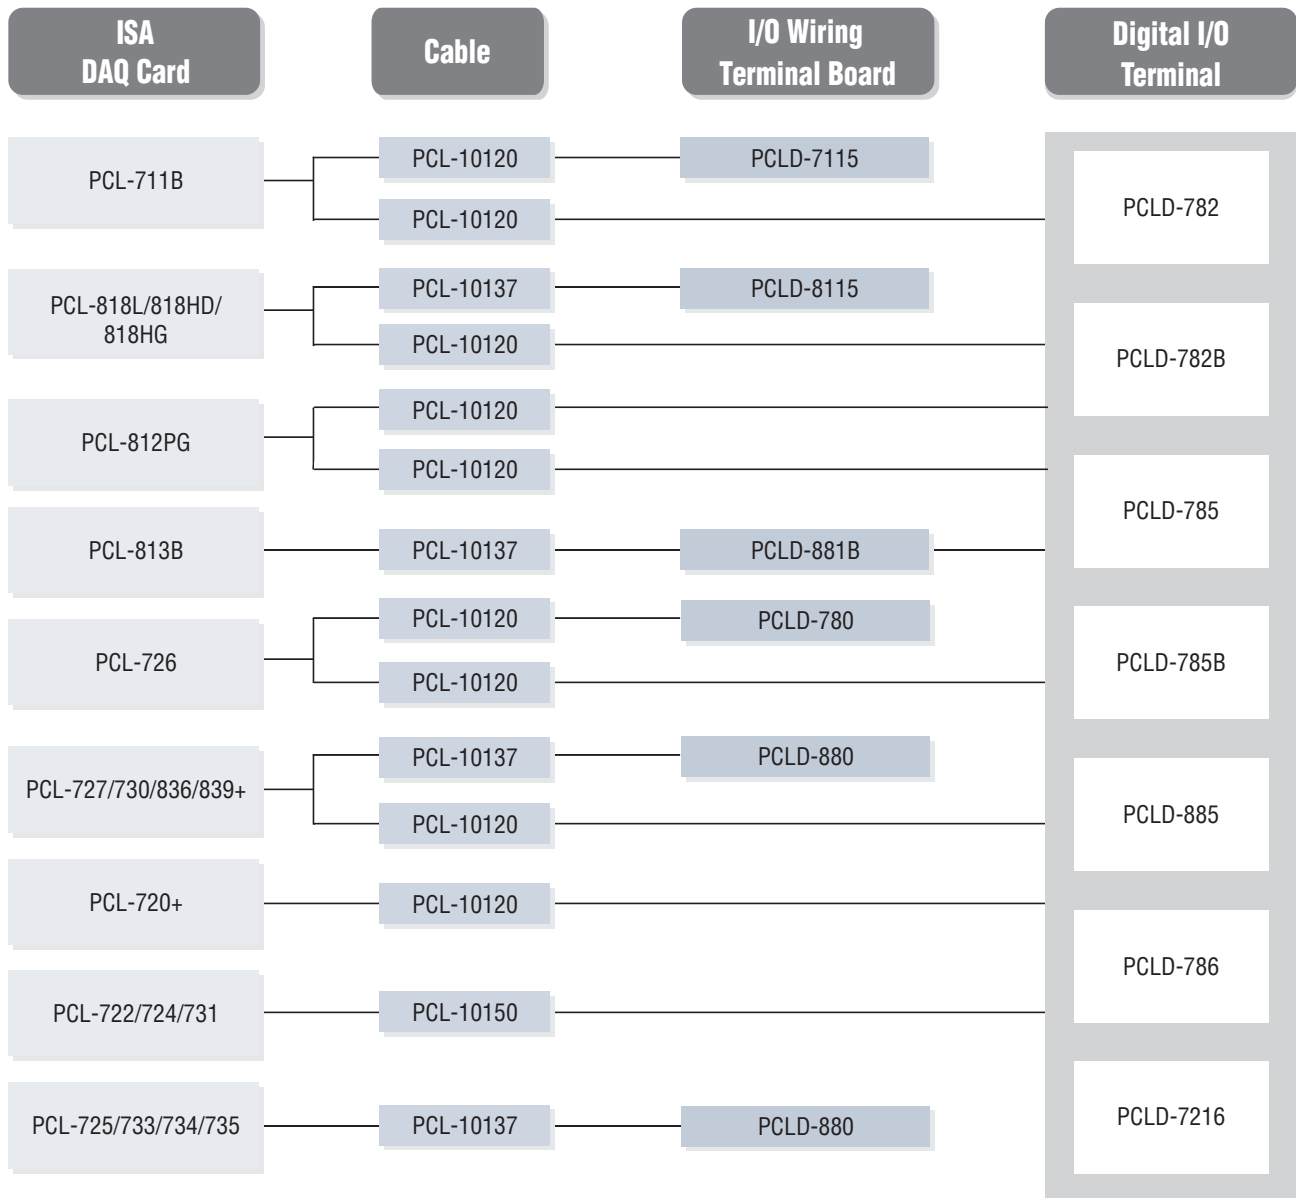 ISA
DAQ Card
Cable
I/O Wiring
Terminal Board
Digital I/O
Terminal
PCL-711B
PCL-10120
PCLD-7115
PCL-10120
PCL-818L/818HD/
818HG
PCL-10137
PCLD-8115
PCL-10120
PCL-812PG
PCL-10120
PCL-10120
PCL-813B
PCL-10137
PCLD-881B
PCL-726
PCL-10120
PCLD-780
PCL-10120
PCL-727/730/836/839+
PCL-10137
PCLD-880
PCL-10120
PCL-720+
PCL-10120
PCL-722/724/731
PCL-10150
PCL-725/733/734/735
PCL-10137
PCLD-880
PCLD-782
PCLD-782B
PCLD-785
PCLD-785B
PCLD-885
PCLD-786
PCLD-7216